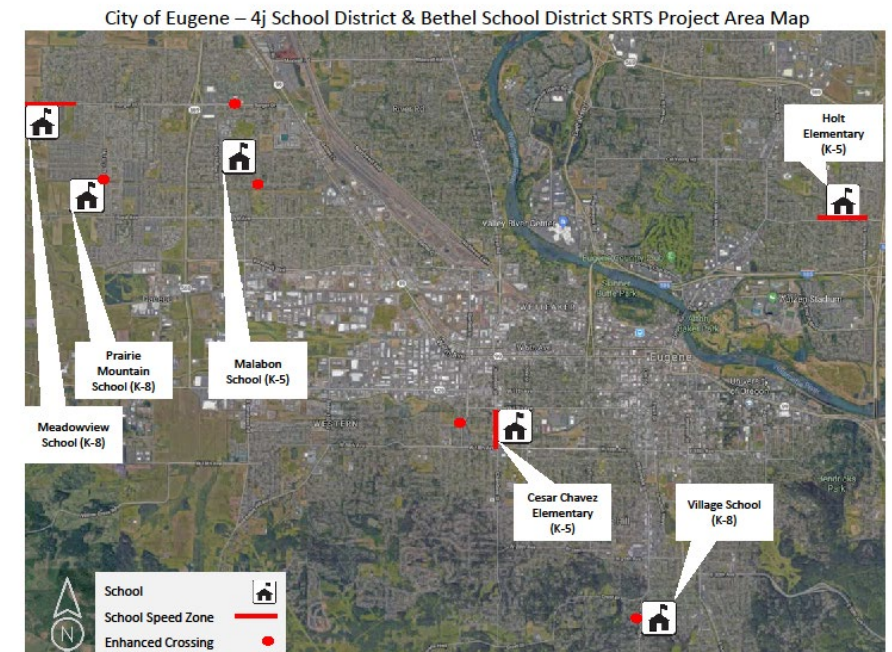 City of Eugene – 4j School District & Bethel School District SRTS Project Area Map
Holt
Elementary
(K-5)
Valley River Center
Eugene
Prairie
Mountain
School (K-8)
Malabon
School (K-5)
Meadowview
School (K-8)
Cesar Chavez
Elementary
(K-5)
Village School
(K-8)
School
School Speed Zone
Enhanced Crossing
N